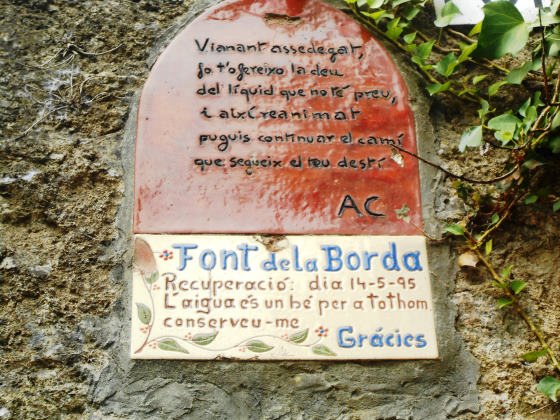 Vianant assedegat,
Jo t'ofereixo la deu
del líquid que no té preu,
i així reanimat
puguis continuar el camí
que segueix el teu destí
AC
Font de la Borda
Recuperació: dia 14-5-95
L'aigua és un bé per a tothom
conserveu-me
Grácies